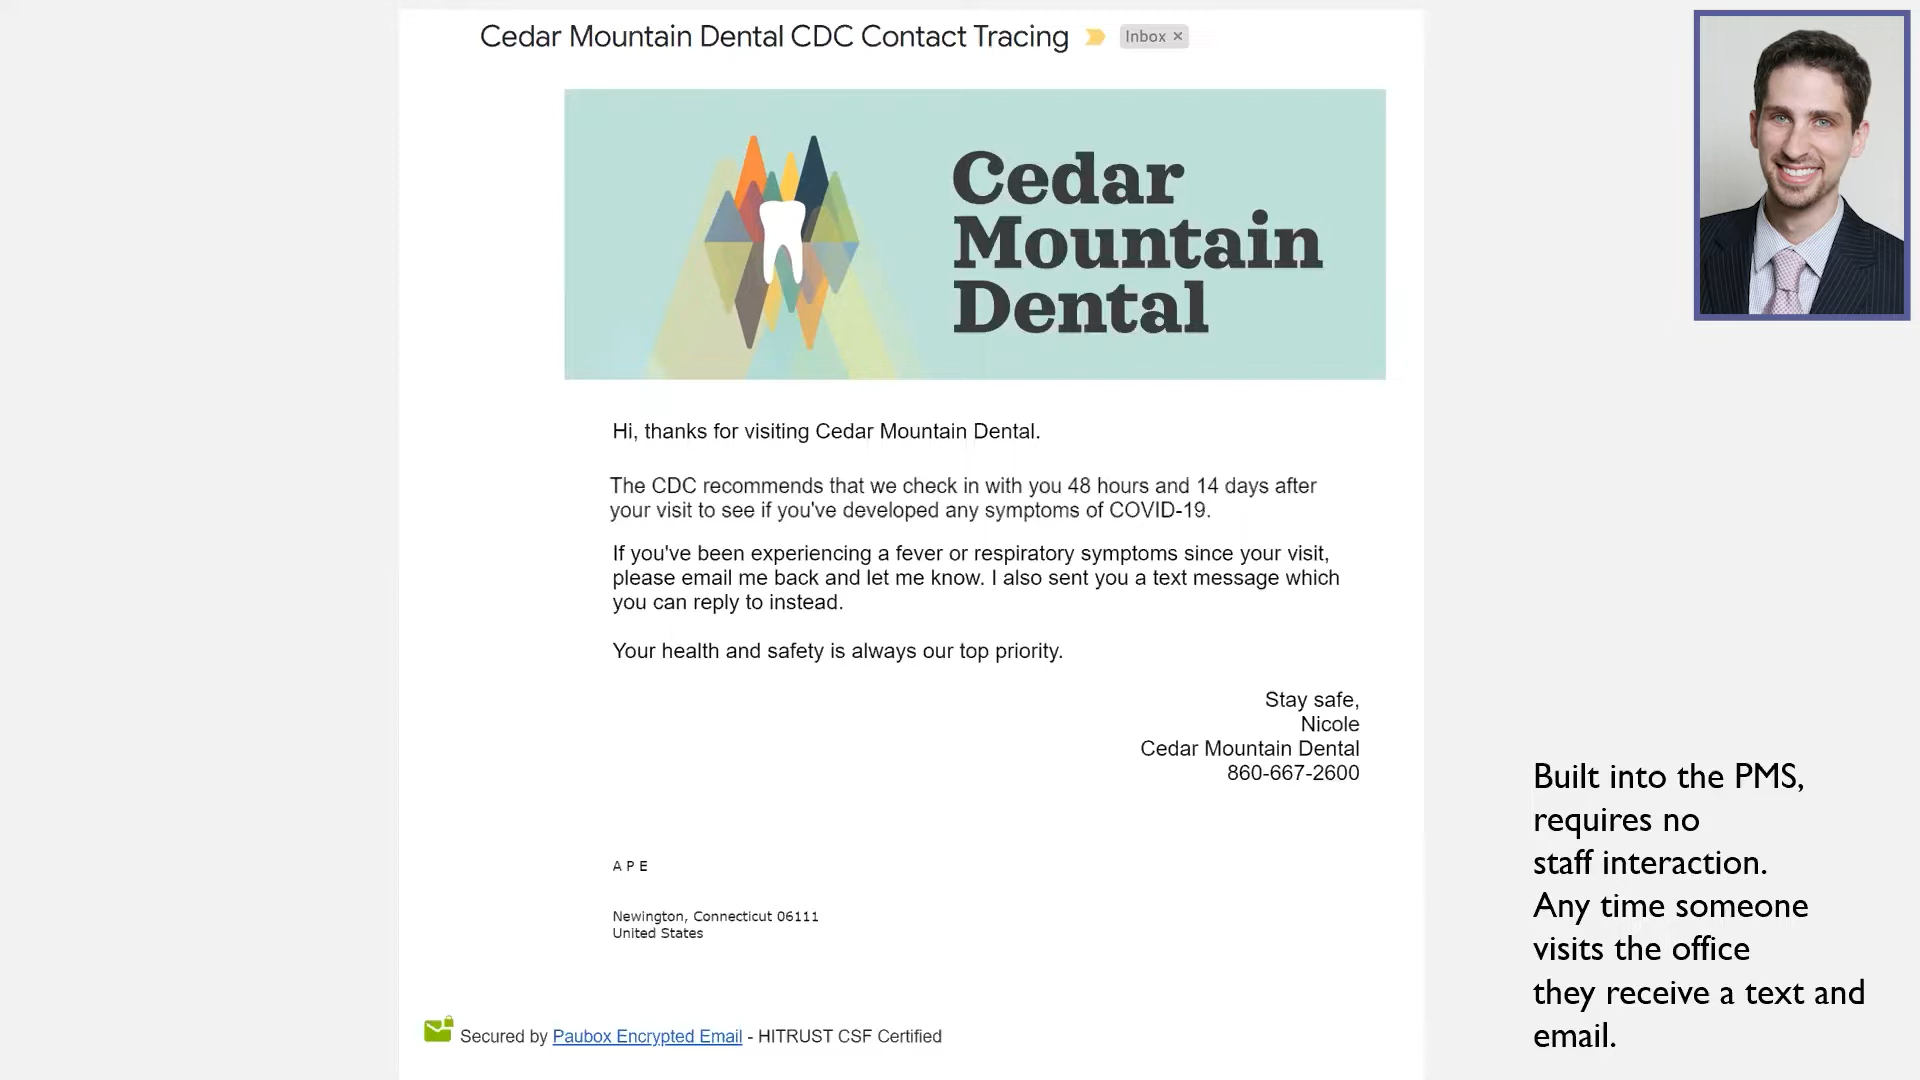 Cedar Mountain Dental CDC Contact Tracing
Inbox ×
Cedar
Mountain
Dental
Hi, thanks for visiting Cedar Mountain Dental.
The CDC recommends that we check in with you 48 hours and 14 days after
your visit to see if you've developed any symptoms of COVID-19.
If you've been experiencing a fever or respiratory symptoms since your visit,
please email me back and let me know. I also sent you a text message which
you can reply to instead.
Your health and safety is always our top priority.
Stay safe,
Nicole
Cedar Mountain Dental
860-667-2600
A P E
Newington, Connecticut 06111
United States
Secured by Paubox Encrypted Email - HITRUST CSF Certified
Built into the PMS,
requires no
staff interaction.
Any time someone
visits the office
they receive a text and
email.